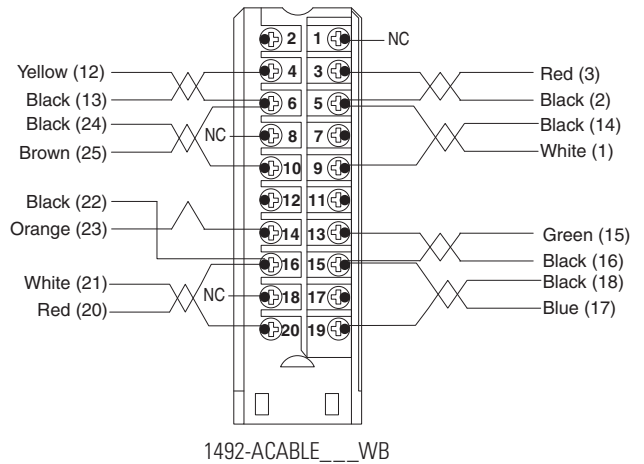 2 1 NC
Yellow (12) 4 3 Red (3)
Black (13) 6 5 Black (2)
Black (24) NC 8 7 Black (14)
Brown (25) 10 9 White (1)
Black (22) 12 11
Orange (23) 14 13 Green (15)
16 15 Black (16)
White (21) NC 18 17 Black (18)
Red (20) 20 19 Blue (17)
1492-ACABLE___WB